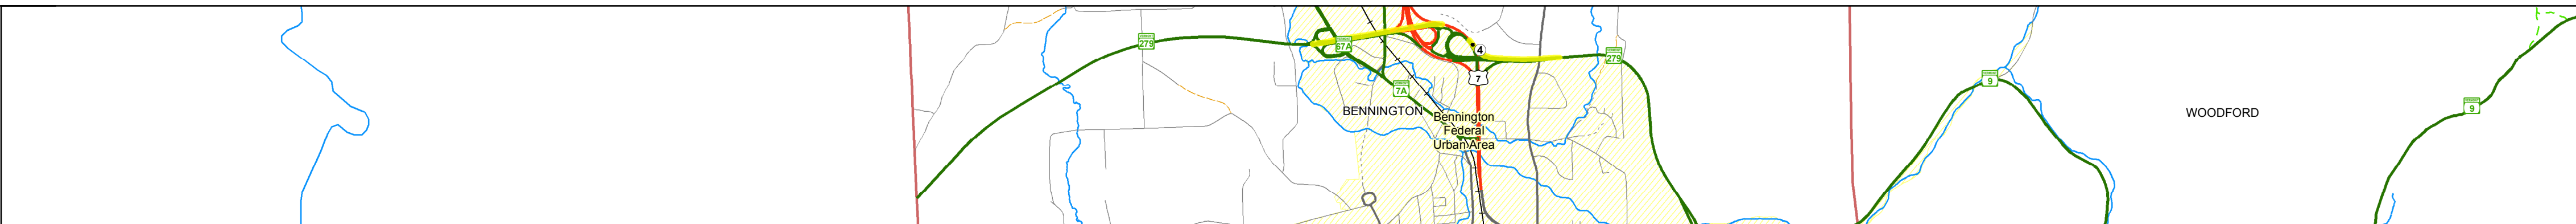 279
67A
4
279
7
9
7A
BENNINGTON
WOODFORD
9
Bennington
Federal
Urban Area